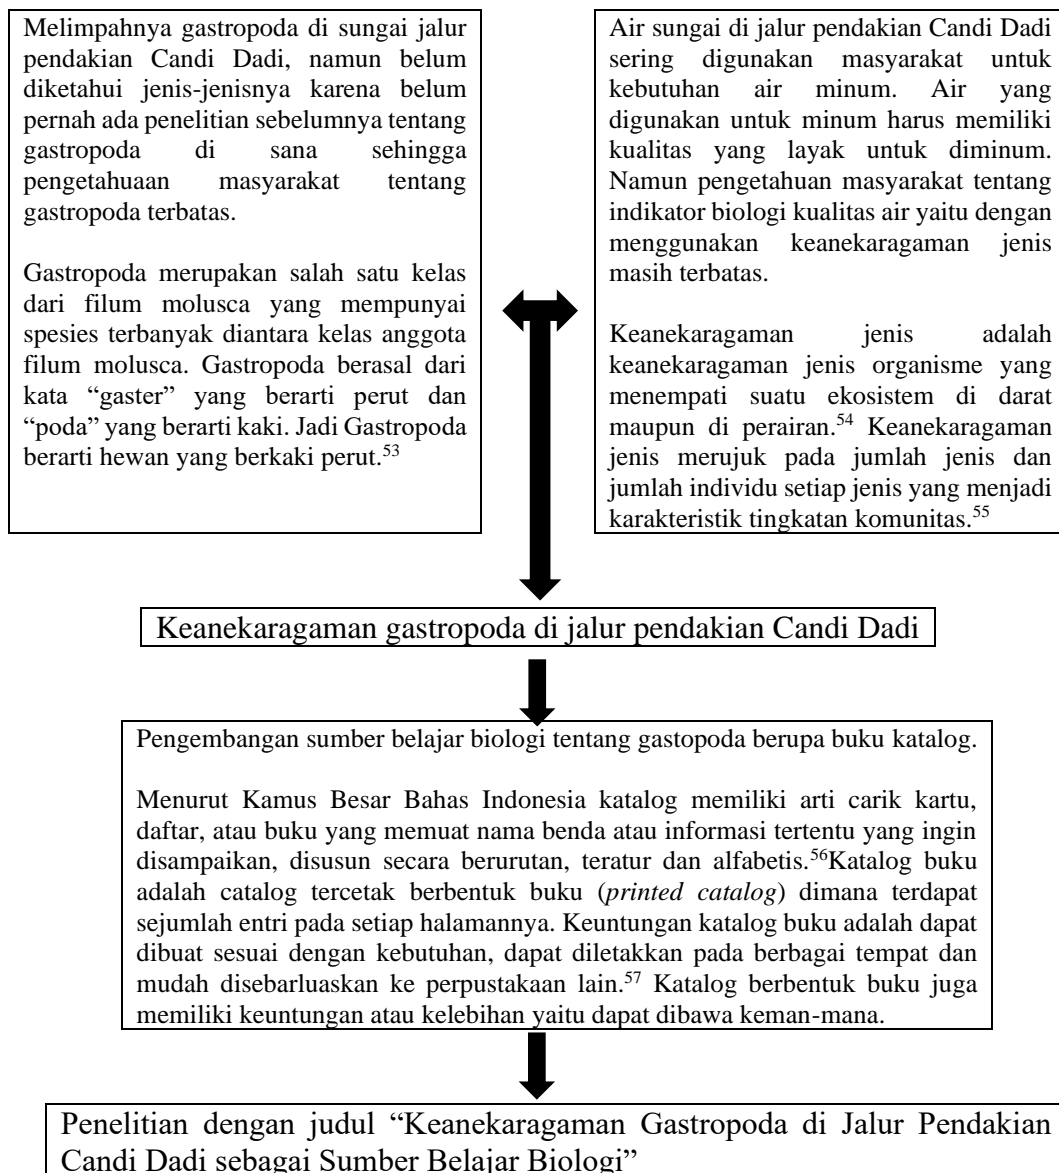 Melimpahnya gastropoda di sungai jalur
pendakian Candi Dadi, namun belum
diketahui jenis-jenisnya karena belum
pernah ada penelitian sebelumnya tentang
gastropoda di sana sehingga
pengetahuaan masyarakat tentang
gastropoda terbatas.
Gastropoda merupakan salah satu kelas
dari filum molusca yang mempunyai
spesies terbanyak diantara kelas anggota
filum molusca. Gastropoda berasal dari
kata “gaster” yang berarti perut dan
“poda” yang berarti kaki. Jadi Gastropoda
berarti hewan yang berkaki perut.53
Air sungai di jalur pendakian Candi Dadi
sering digunakan masyarakat untuk
kebutuhan air minum. Air yang
digunakan untuk minum harus memiliki
kualitas yang layak untuk diminum.
Namun pengetahuan masyarakat tentang
indikator biologi kualitas air yaitu dengan
menggunakan keanekaragaman jenis
masih terbatas.
Keanekaragaman jenis adalah
keanekaragaman jenis organisme yang
menempati suatu ekosistem di darat
maupun di perairan.54 Keanekaragaman
jenis merujuk pada jumlah jenis dan
jumlah individu setiap jenis yang menjadi
karakteristik tingkatan komunitas.55
Keanekaragaman gastropoda di jalur pendakian Candi Dadi
Pengembangan sumber belajar biologi tentang gastopoda berupa buku katalog.
Menurut Kamus Besar Bahas Indonesia katalog memiliki arti carik kartu,
daftar, atau buku yang memuat nama benda atau informasi tertentu yang ingin
disampaikan, disusun secara berurutan, teratur dan alfabetis.56Katalog buku
adalah catalog tercetak berbentuk buku (printed catalog) dimana terdapat
sejumlah entri pada setiap halamannya. Keuntungan katalog buku adalah dapat
dibuat sesuai dengan kebutuhan, dapat diletakkan pada berbagai tempat dan
mudah disebarluaskan ke perpustakaan lain.57 Katalog berbentuk buku juga
memiliki keuntungan atau kelebihan yaitu dapat dibawa keman-mana.
Penelitian dengan judul “Keanekaragaman Gastropoda di Jalur Pendakian
Candi Dadi sebagai Sumber Belajar Biologi”